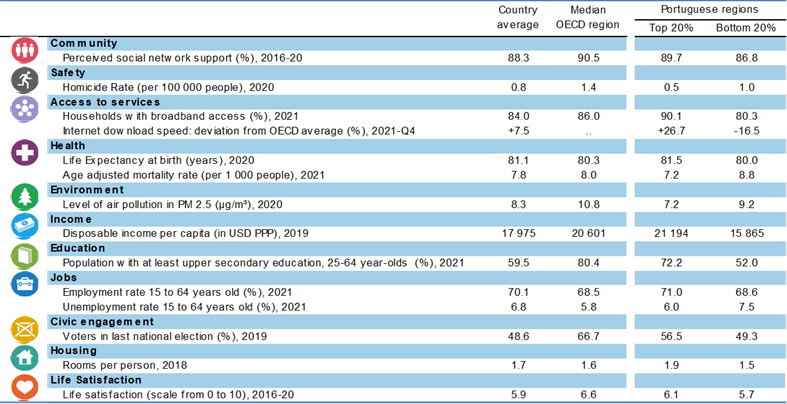 Country average Median OECD region Portuguese regions
Top 20% Bottom 20%
Community
Perceived social network support (%), 2016-20 88.3 90.5 89.7 86.8
Safety
Homicide Rate (per 100 000 people), 2020 0.8 1.4 0.5 1.0
Access to services
Households with broadband access (%), 2021 84.0 86.0 90.1 80.3
Internet download speed: deviation from OECD average (%), 2021-Q4 +7.5 .. +26.7 -16.5
Health
Life Expectancy at birth (years), 2020 81.1 80.3 81.5 80.0
Age adjusted mortality rate (per 1 000 people), 2021 7.8 8.0 7.2 8.8
Environment
Level of air pollution in PM 2.5 (µg/m³), 2020 8.3 10.8 7.2 9.2
Income
Disposable income per capita (in USD PPP), 2019 17 975 20 601 21 194 15 865
Education
Population with at least upper secondary education, 25-64 year-olds (%), 2021 59.5 80.4 72.2 52.0
Jobs
Employment rate 15 to 64 years old (%), 2021 70.1 68.5 71.0 68.6
Unemployment rate 15 to 64 years old (%), 2021 6.8 5.8 6.0 7.5
Civic engagement
Voters in last national election (%), 2019 48.6 66.7 56.5 49.3
Housing
Rooms per person, 2018 1.7 1.6 1.9 1.5
Life Satisfaction
Life satisfaction (scale from 0 to 10), 2016-20 5.9 6.6 6.1 5.7